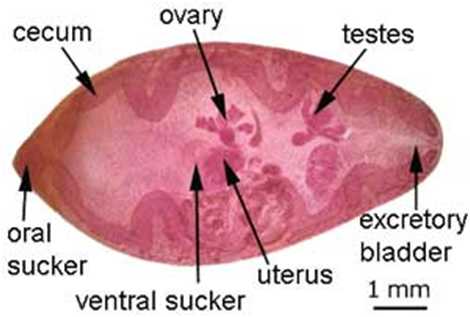 ovary
cecum
testes
oral
sucker
ventral sucker
uterus
excretory
bladder
1 mm